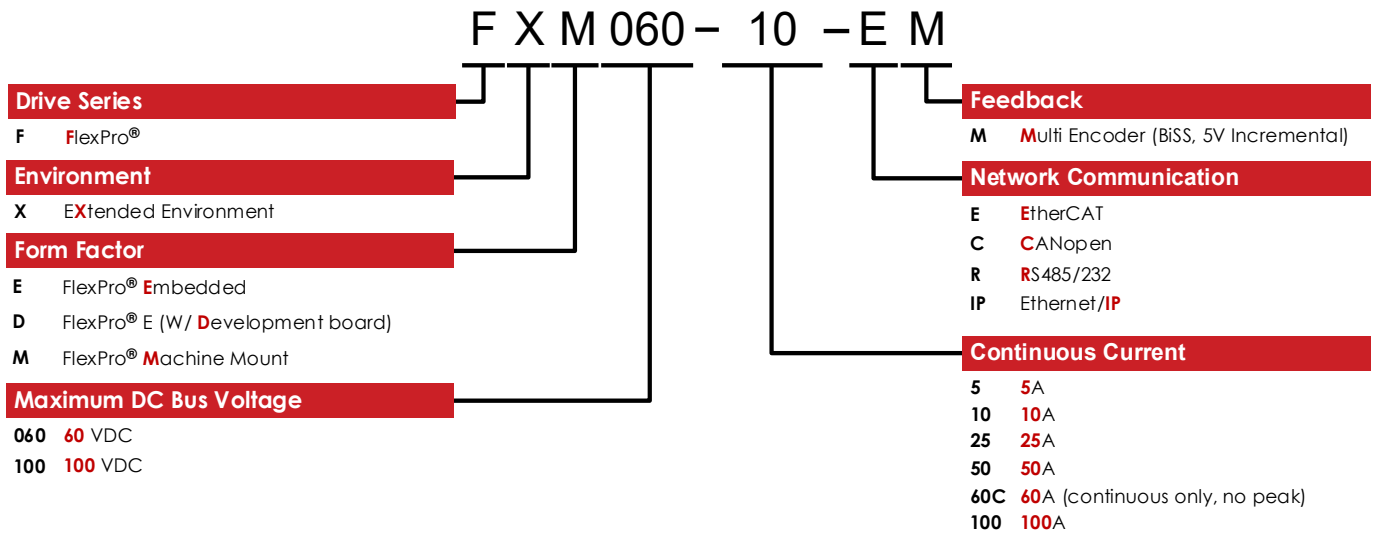 F X M 060 – 10 – E M
Drive Series
F FlexPro®
Environment
X EXtended Environment
Form Factor
E FlexPro® Embedded
D FlexPro® E (W/ Development board)
M FlexPro® Machine Mount
Maximum DC Bus Voltage
060 60 VDC
100 100 VDC
Feedback
M Multi Encoder (BiSS, 5V Incremental)
Network Communication
E EtherCAT
C CANopen
R RS485/232
IP Ethernet/IP
Continuous Current
5 5A
10 10A
25 25A
50 50A
60C 60A (continuous only, no peak)
100 100A